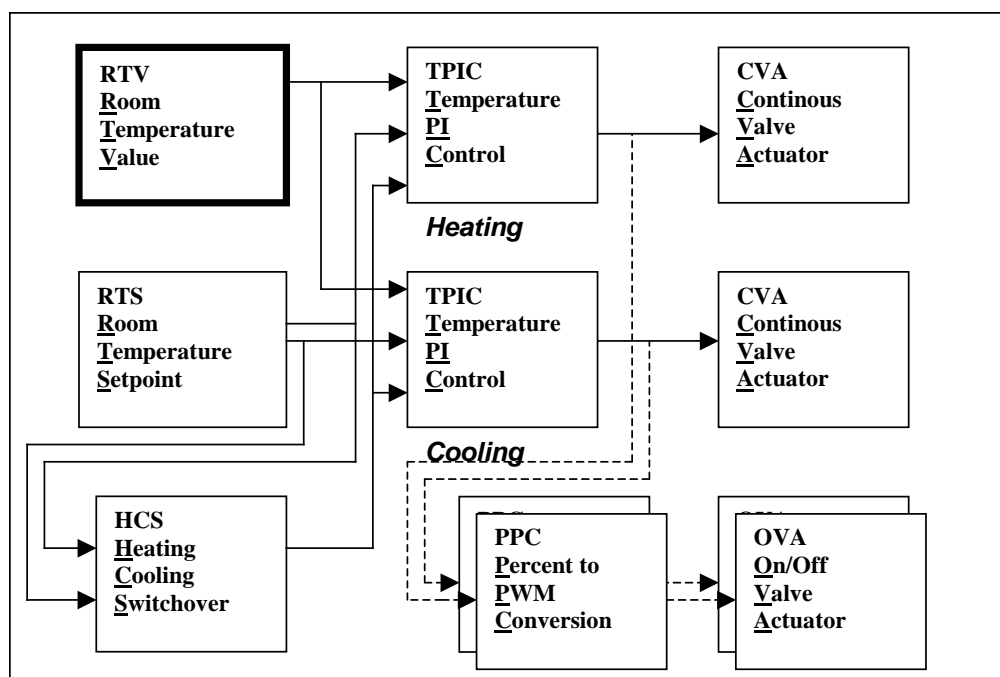 RTV
Room
Temperature
Value
TPIC
Temperature
PI
Control
CVA
Continous
Valve
Actuator
Heating
RTS
Room
Temperature
Setpoint
TPIC
Temperature
PI
Control
CVA
Continous
Valve
Actuator
Cooling
HCS
Heating
Cooling
Switchover
PPC
Percent to
PWM
Conversion
OVA
On/Off
Valve
Actuator